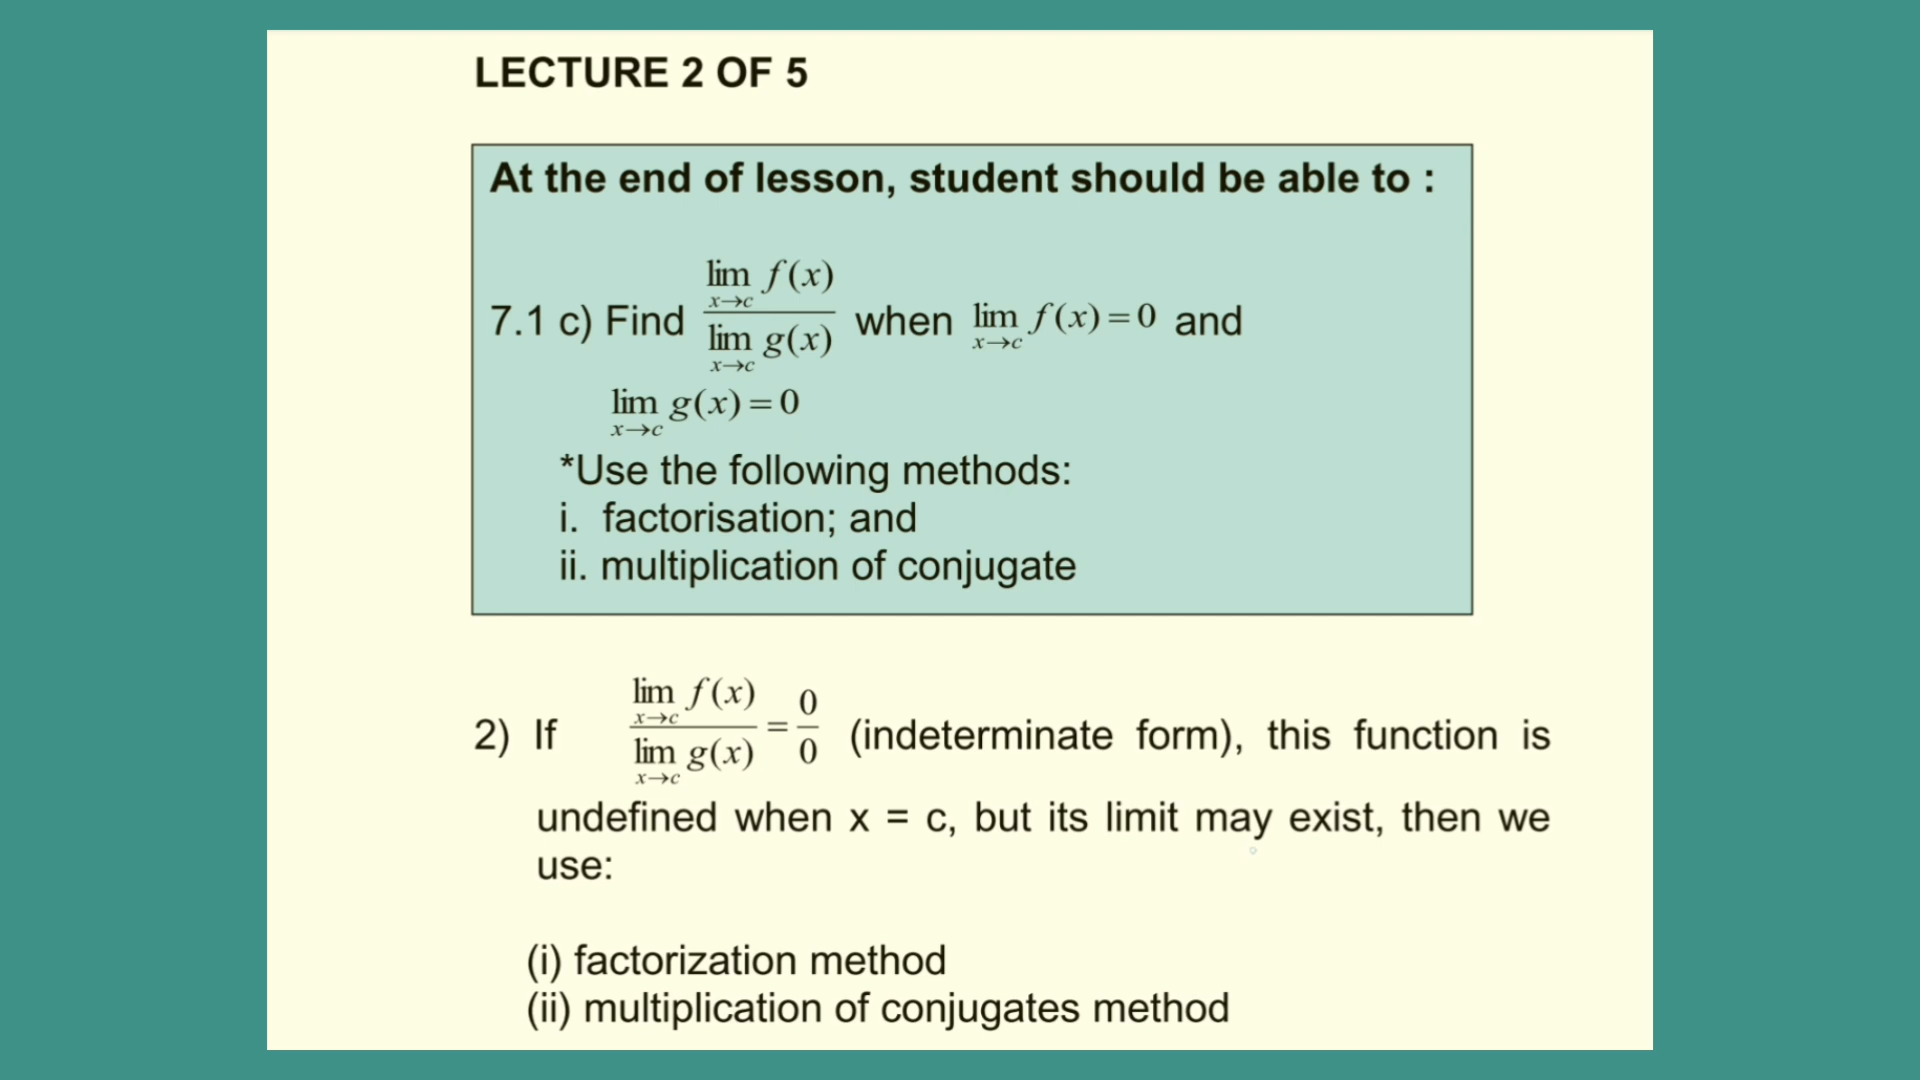 LECTURE 2 OF 5
At the end of lesson, student should be able to :
7.1 c) Find \frac{\lim_{x→c} f(x)}{\lim_{x→c} g(x)} when \lim_{x→c} f(x)=0 and
\lim_{x→c} g(x)=0
*Use the following methods:
i. factorisation; and
ii. multiplication of conjugate
2) If \frac{\lim_{x→c} f(x)}{\lim_{x→c} g(x)} = \frac{0}{0} (indeterminate form), this function is
undefined when x = c, but its limit may exist, then we
use:
(i) factorization method
(ii) multiplication of conjugates method